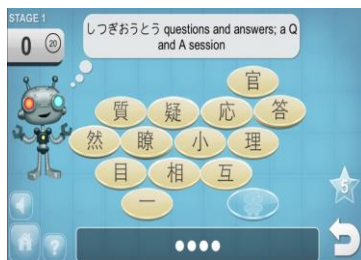 STAGE 1
0 20
しつぎおうとう questions and answers; a Q
and A session
官
質 疑 応 答
然 瞭 小 理
目 相 互
一
5
?